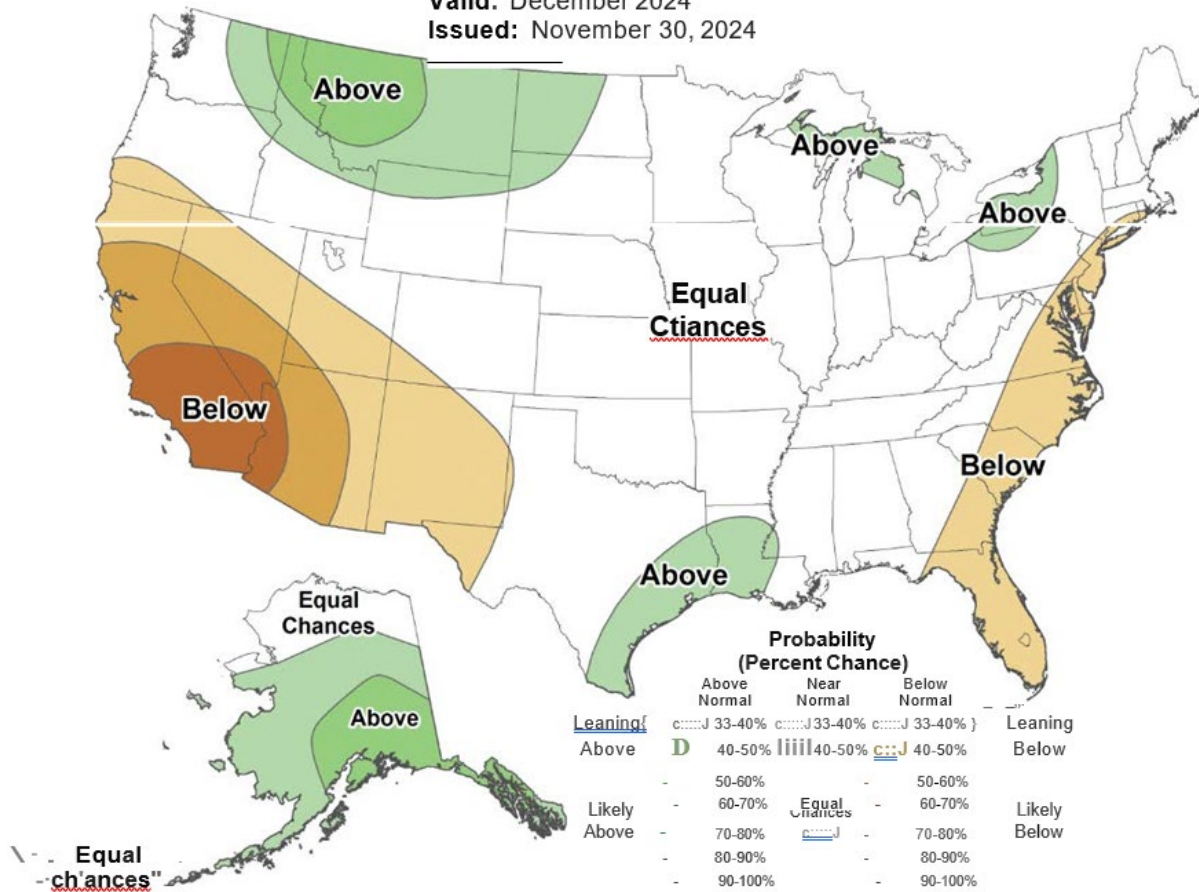 Valid: December 2024
Issued: November 30, 2024
Above
Above
Above
Equal
Ctiances
Below
Below
Above
Equal
Chances
Above
Equal
ch'ances"
Probability
(Percent Chance)
Above Normal
Near Normal
Below Normal
Leaning{ c:::::J 33-40% c:::::J 33-40% c:::::J 33-40% } Leaning
Above D 40-50% Iiiiil 40-50% c::J 40-50% Below
- 50-60% - 50-60%
Likely - 60-70% Equal - 60-70% Likely
Above - 70-80% Chances c:::::J - 70-80% Below
- 80-90% - 80-90%
- 90-100% - 90-100%